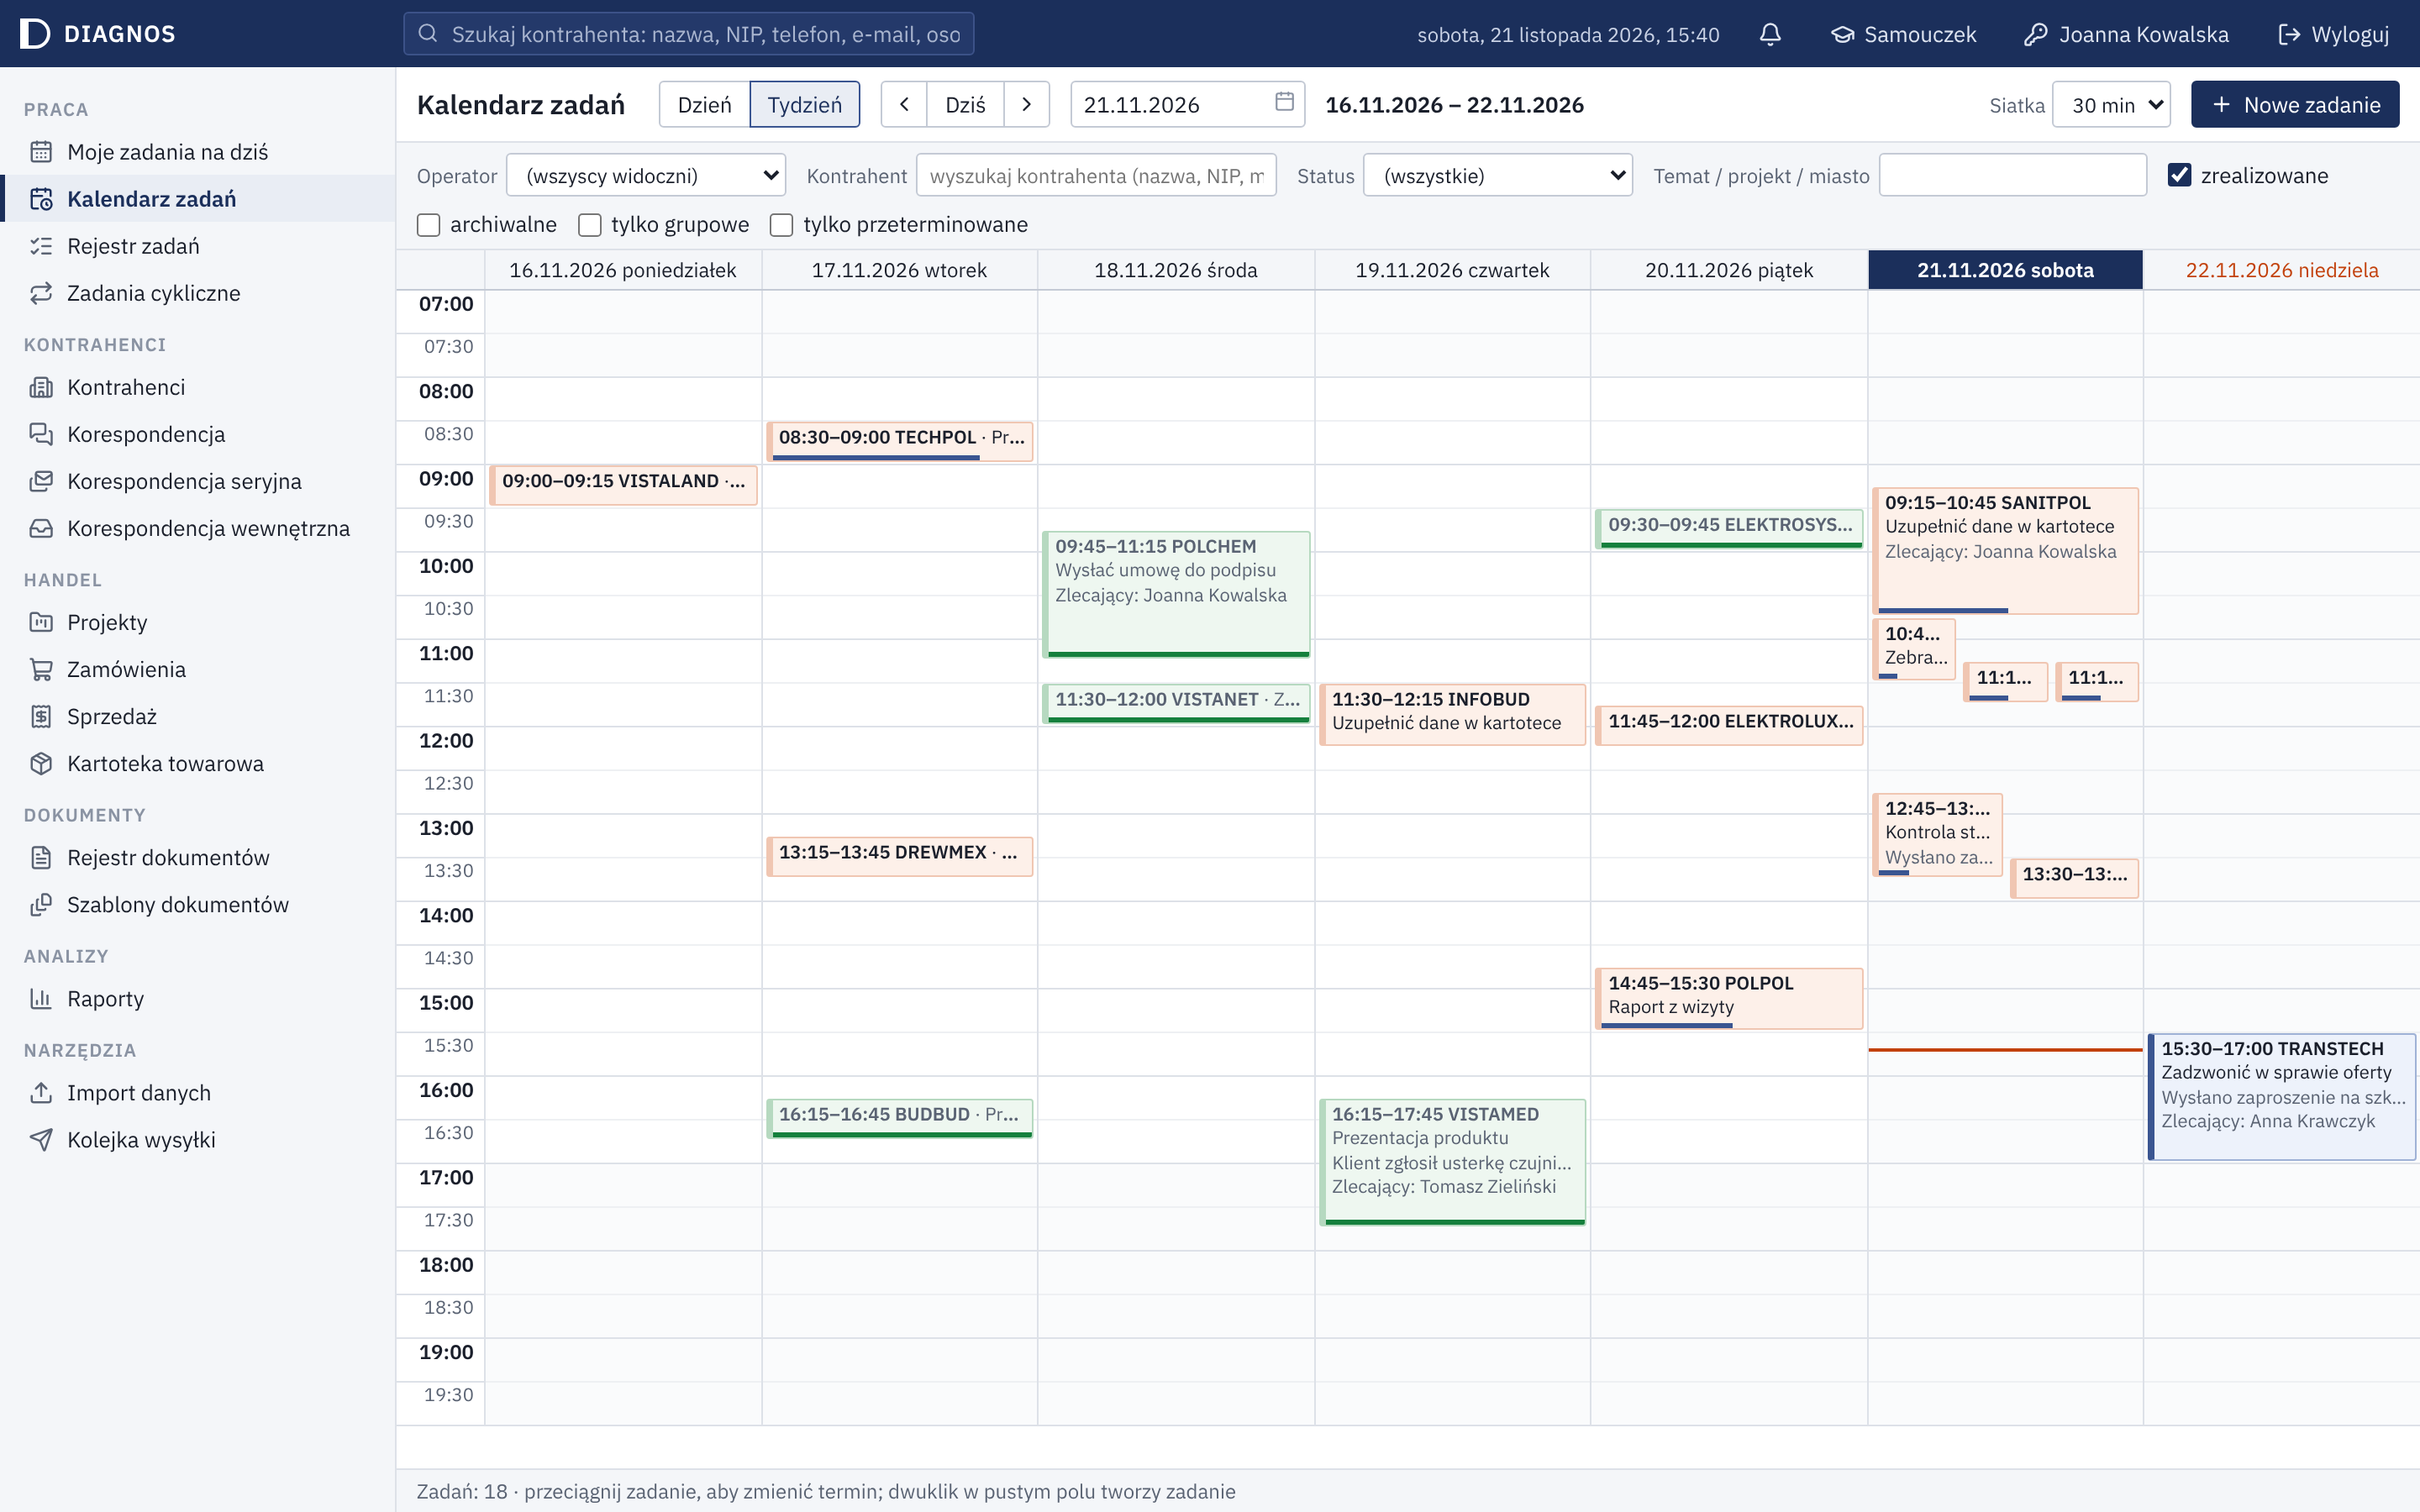 DIAGNOS
Szukaj kontrahenta: nazwa, NIP, telefon, e-mail, oso
sobota, 21 listopada 2026, 15:40
Samouczek
Joanna Kowalska
Wyloguj
PRACA
Moje zadania na dziś
Kalendarz zadań
Rejestr zadań
Zadania cykliczne
KONTRAHENCI
Kontrahenci
Korespondencja
Korespondencja seryjna
Korespondencja wewnętrzna
HANDEL
Projekty
Zamówienia
Sprzedaż
Kartoteka towarowa
DOKUMENTY
Rejestr dokumentów
Szablony dokumentów
ANALIZY
Raporty
NARZĘDZIA
Import danych
Kolejka wysyłki
Kalendarz zadań
Dzień
Tydzień
Dziś
21.11.2026
16.11.2026 – 22.11.2026
Siatka
30 min
Nowe zadanie
Operator
(wszyscy widoczni)
Kontrahent
wyszukaj kontrahenta (nazwa, NIP, m
Status
(wszystkie)
Temat / projekt / miasto
zrealizowane
archiwalne
tylko grupowe
tylko przeterminowane
16.11.2026 poniedziałek
17.11.2026 wtorek
18.11.2026 środa
19.11.2026 czwartek
20.11.2026 piątek
21.11.2026 sobota
22.11.2026 niedziela
07:00
07:30
08:00
08:30
09:00
09:30
10:00
10:30
11:00
11:30
12:00
12:30
13:00
13:30
14:00
14:30
15:00
15:30
16:00
16:30
17:00
17:30
18:00
18:30
19:00
19:30
09:00–09:15 VISTALAND ·...
08:30–09:00 TECHPOL · Pr...
13:15–13:45 DREWMEX · ...
16:15–16:45 BUDBUD · Pr...
09:45–11:15 POLCHEM
Wysłać umowę do podpisu
Zlecający: Joanna Kowalska
11:30–12:00 VISTANET · Z...
11:30–12:15 INFOBUD
Uzupełnić dane w kartotece
16:15–17:45 VISTAMED
Prezentacja produktu
Klient zgłosił usterkę czujni...
Zlecający: Tomasz Zieliński
09:30–09:45 ELEKTROSYS...
11:45–12:00 ELEKTROLUX...
14:45–15:30 POLPOL
Raport z wizyty
09:15–10:45 SANITPOL
Uzupełnić dane w kartotece
Zlecający: Joanna Kowalska
10:4...
Zebra...
11:1...
11:1...
12:45–13:...
Kontrola st...
Wysłano za...
13:30–13:...
15:30–17:00 TRANSTECH
Zadzwonić w sprawie oferty
Wysłano zaproszenie na szk...
Zlecający: Anna Krawczyk
Zadań: 18 · przeciągnij zadanie, aby zmienić termin; dwuklik w pustym polu tworzy zadanie